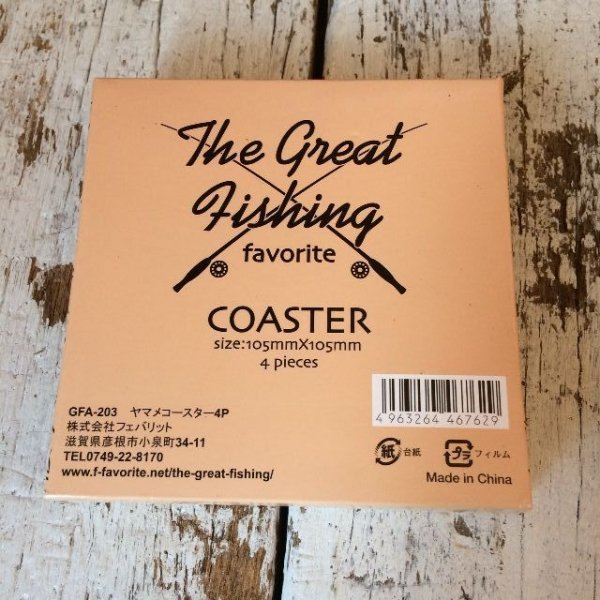 The Great
Fishing
favorite
COASTER
size:105mmX105mm
4 pieces
GFA-203 ヤマメコースター4P
株式会社フェバリット
滋賀県彦根市小泉町34-11
TEL0749-22-8170
www.f-favorite.net/the-great-fishing/
4 963264 467629
紙 台紙 プラ フィルム
Made in China